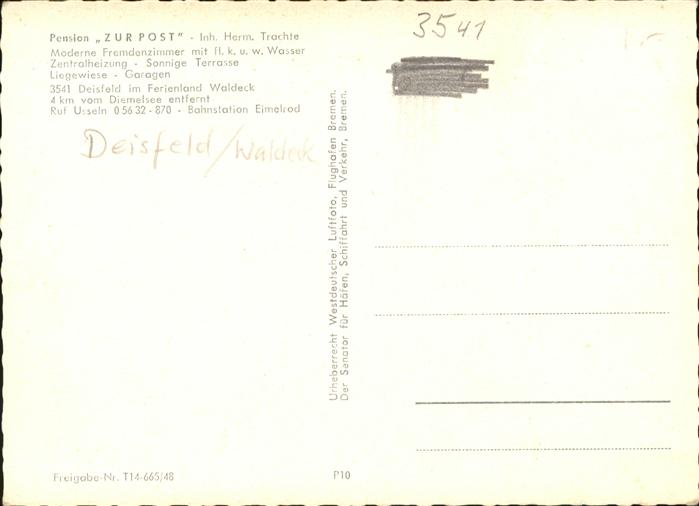 Pension „ZUR POST" - Inh. Herm. Trachte
Moderne Fremdenzimmer mit fl. k. u. w. Wasser
Zentralheizung - Sonnige Terrasse
Liegewiese - Garagen
3541 Deisfeld im Ferienland Waldeck
4 km vom Diemelsee entfernt
Ruf Usseln 0 56 32 - 870 - Bahnstation Eimelrod
Deisfeld/Waldeck
Freigabe-Nr. T14-665/48
Urheberrecht Westdeutscher Luftfoto, Flughafen Bremen.
Der Senator für Häfen, Schiffahrt und Verkehr, Bremen.
P10
3541